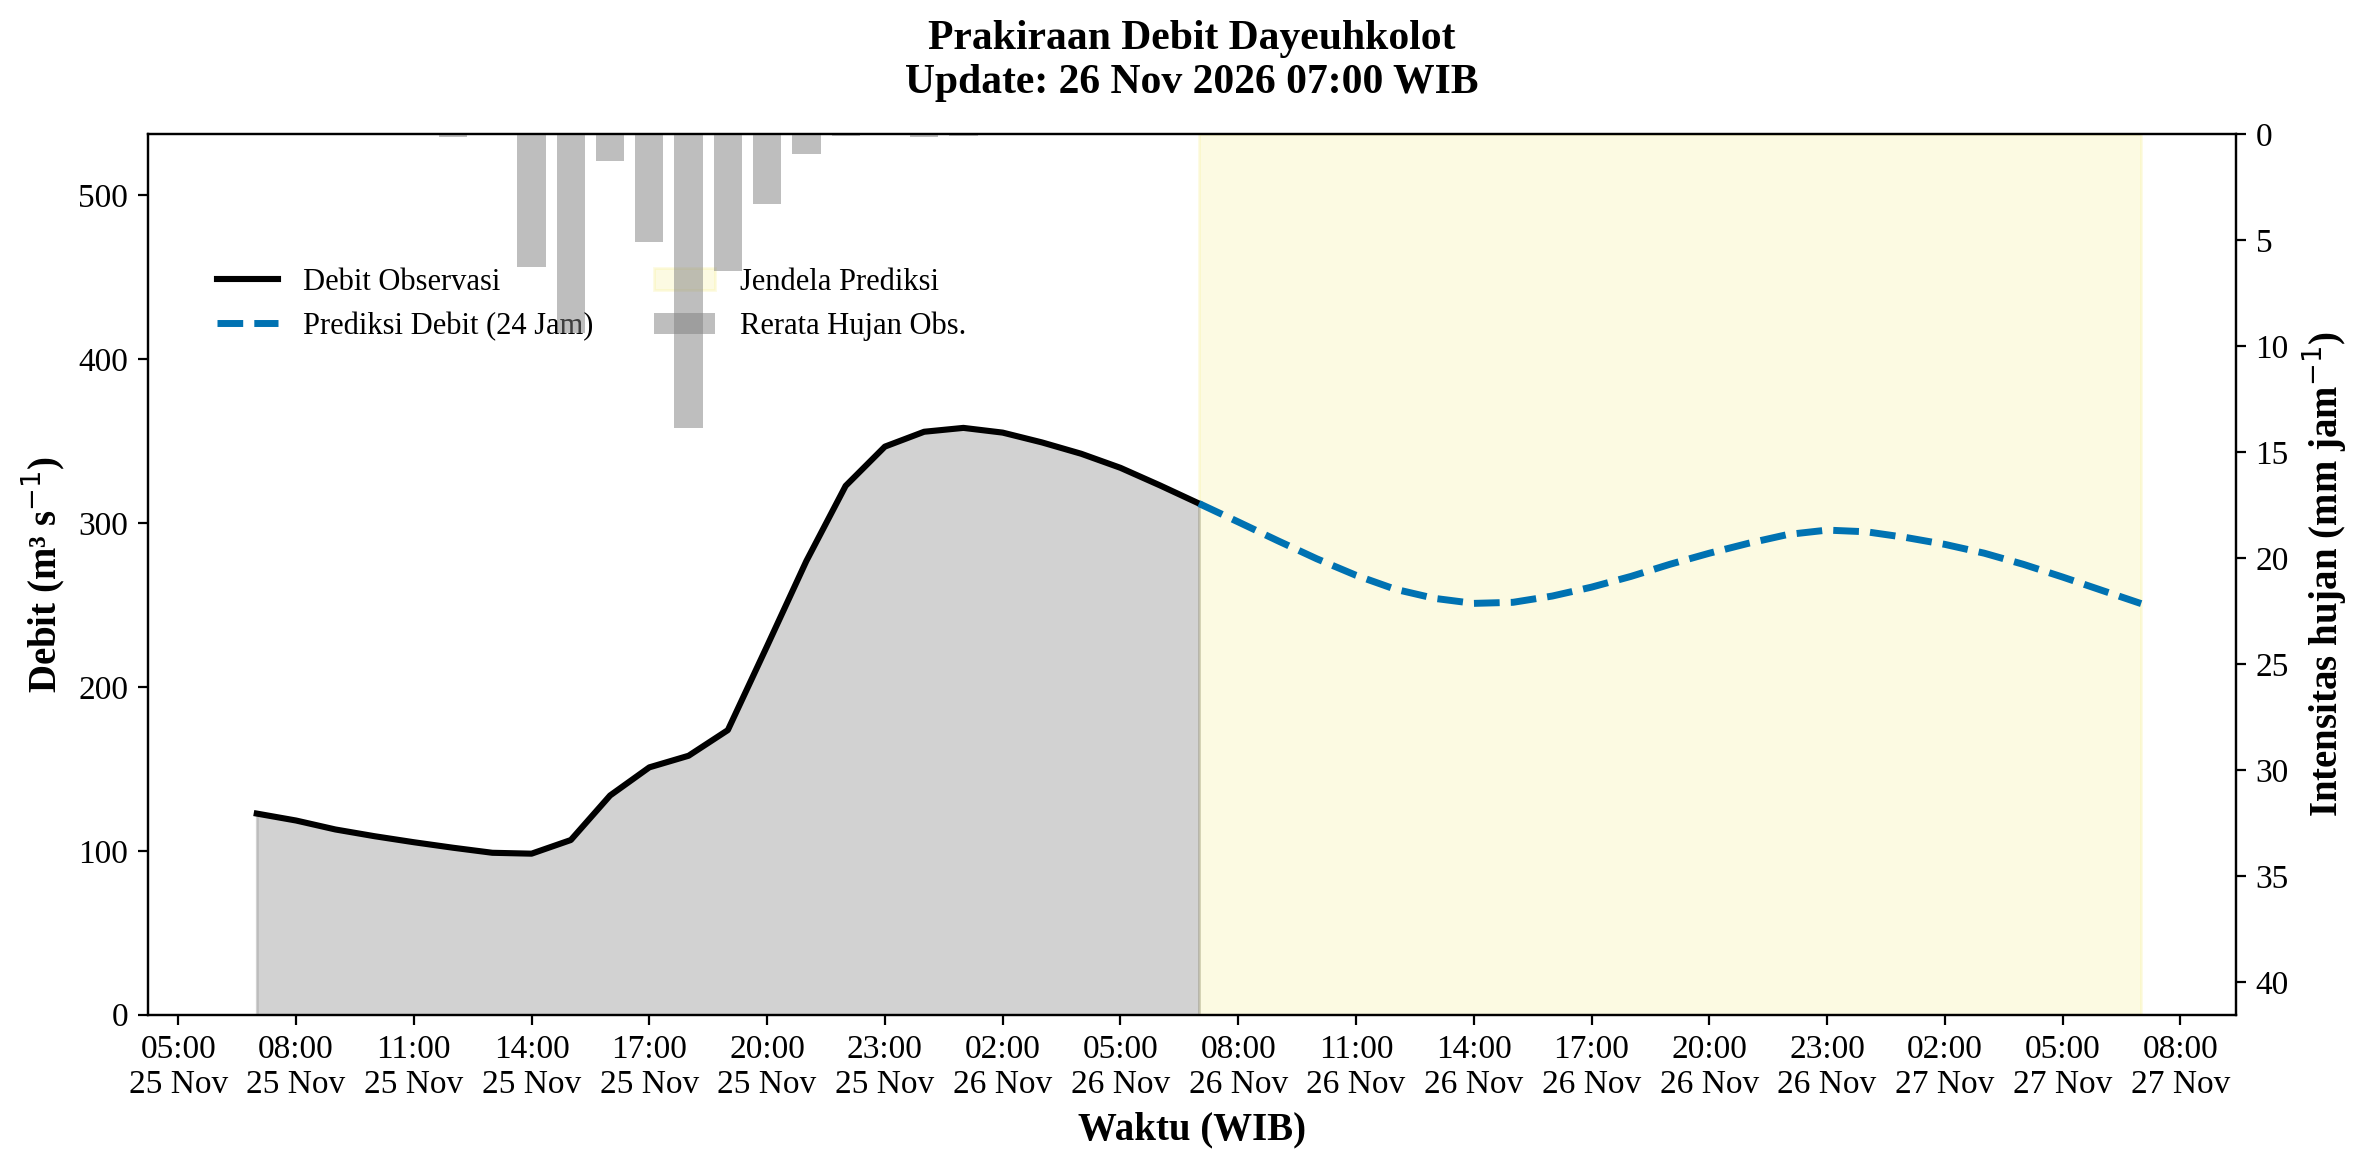 Prakiraan Debit Dayeuhkolot
Update: 26 Nov 2026 07:00 WIB
Debit Observasi
Prediksi Debit (24 Jam)
Jendela Prediksi
Rerata Hujan Obs.
Debit (m³ s⁻¹)
500
400
300
200
100
0
Intensitas hujan (mm jam⁻¹)
0
5
10
15
20
25
30
35
40
05:00 08:00 11:00 14:00 17:00 20:00 23:00 02:00 05:00 08:00 11:00 14:00 17:00 20:00 23:00 02:00 05:00 08:00
25 Nov 25 Nov 25 Nov 25 Nov 25 Nov 25 Nov 25 Nov 26 Nov 26 Nov 26 Nov 26 Nov 26 Nov 26 Nov 26 Nov 26 Nov 27 Nov 27 Nov 27 Nov
Waktu (WIB)